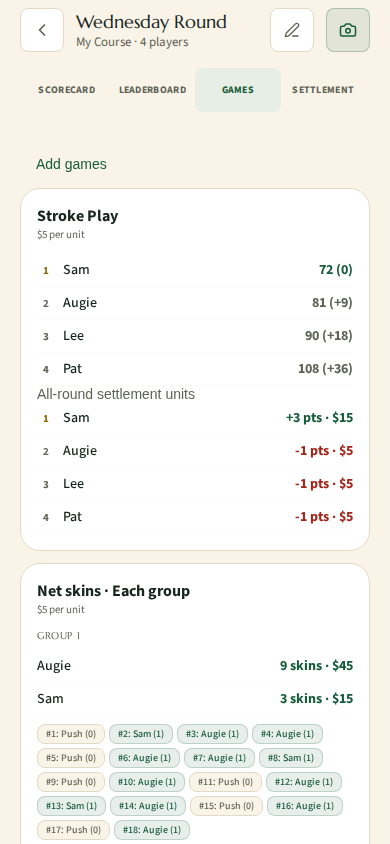 Wednesday Round
My Course · 4 players
SCORECARD LEADERBOARD GAMES SETTLEMENT
Add games
Stroke Play
$5 per unit
1 Sam 72 (0)
2 Augie 81 (+9)
3 Lee 90 (+18)
4 Pat 108 (+36)
All-round settlement units
1 Sam +3 pts · $15
2 Augie -1 pts · $5
3 Lee -1 pts · $5
4 Pat -1 pts · $5
Net skins · Each group
$5 per unit
GROUP 1
Augie 9 skins · $45
Sam 3 skins · $15
#1: Push (0) #2: Sam (1) #3: Augie (1) #4: Augie (1)
#5: Push (0) #6: Augie (1) #7: Augie (1) #8: Sam (1)
#9: Push (0) #10: Augie (1) #11: Push (0) #12: Augie (1)
#13: Sam (1) #14: Augie (1) #15: Push (0) #16: Augie (1)
#17: Push (0) #18: Augie (1)